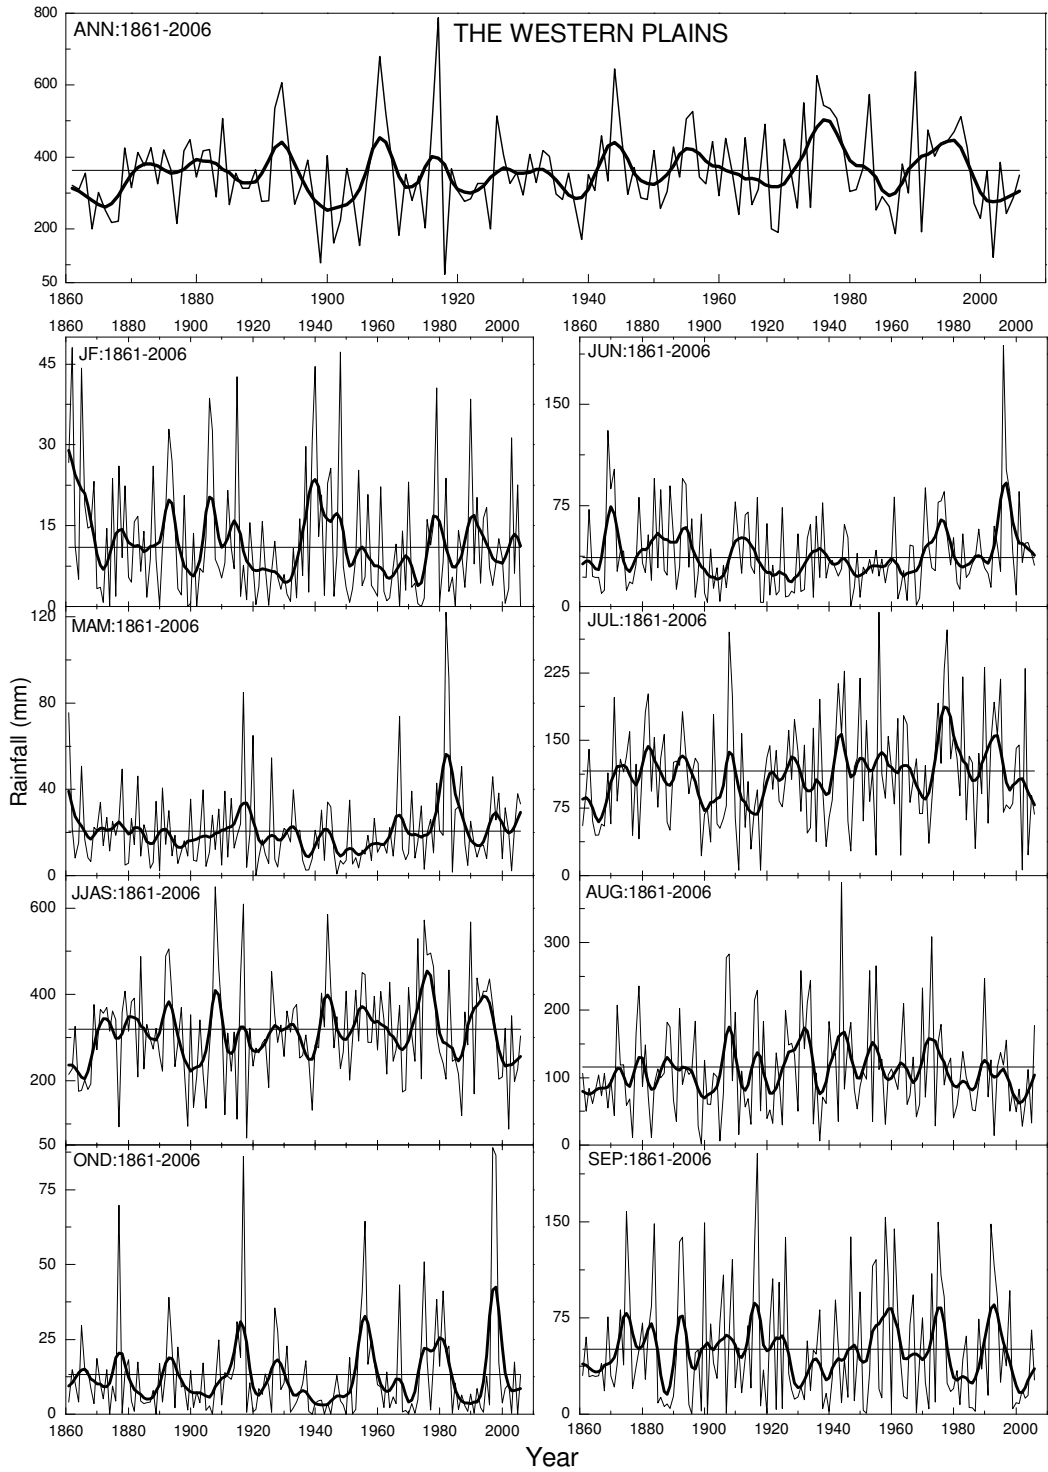 THE WESTERN PLAINS
ANN:1861-2006
800
600
400
200
50
1860 1880 1900 1920 1940 1960 1980 2000
1860 1880 1900 1920 1940 1960 1980 2000
1860 1880 1900 1920 1940 1960 1980 2000
JF:1861-2006
45
30
15
0
JUN:1861-2006
150
75
0
MAM:1861-2006
120
80
40
0
JUL:1861-2006
225
150
75
0
Rainfall (mm)
JJAS:1861-2006
600
400
200
50
AUG:1861-2006
300
200
100
0
OND:1861-2006
75
50
25
0
SEP:1861-2006
150
75
0
1860 1880 1900 1920 1940 1960 1980 2000
1860 1880 1900 1920 1940 1960 1980 2000
Year